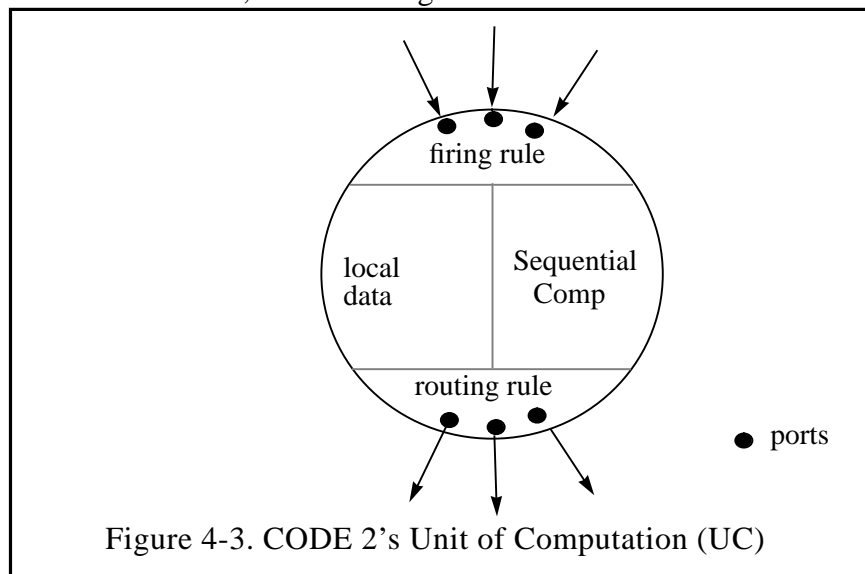 firing rule
local
data
Sequential
Comp
routing rule
ports
Figure 4-3. CODE 2’s Unit of Computation (UC)